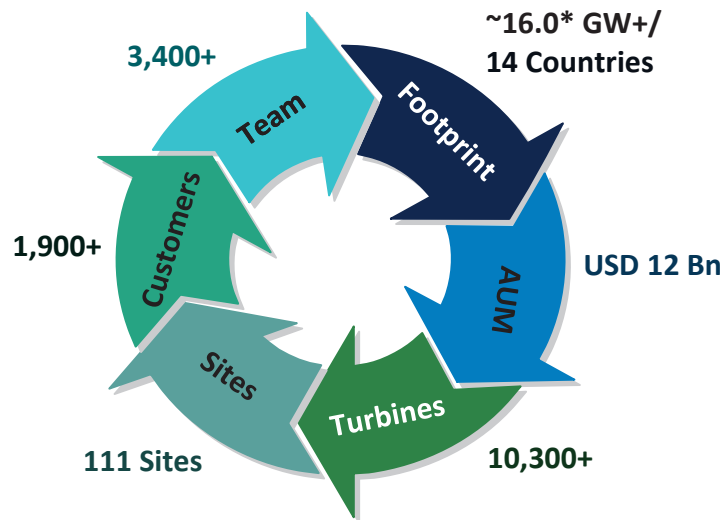 ~16.0* GW+/
14 Countries
Footprint
USD 12 Bn
AUM
10,300+
Turbines
111 Sites
Sites
1,900+
Customers
3,400+
Team